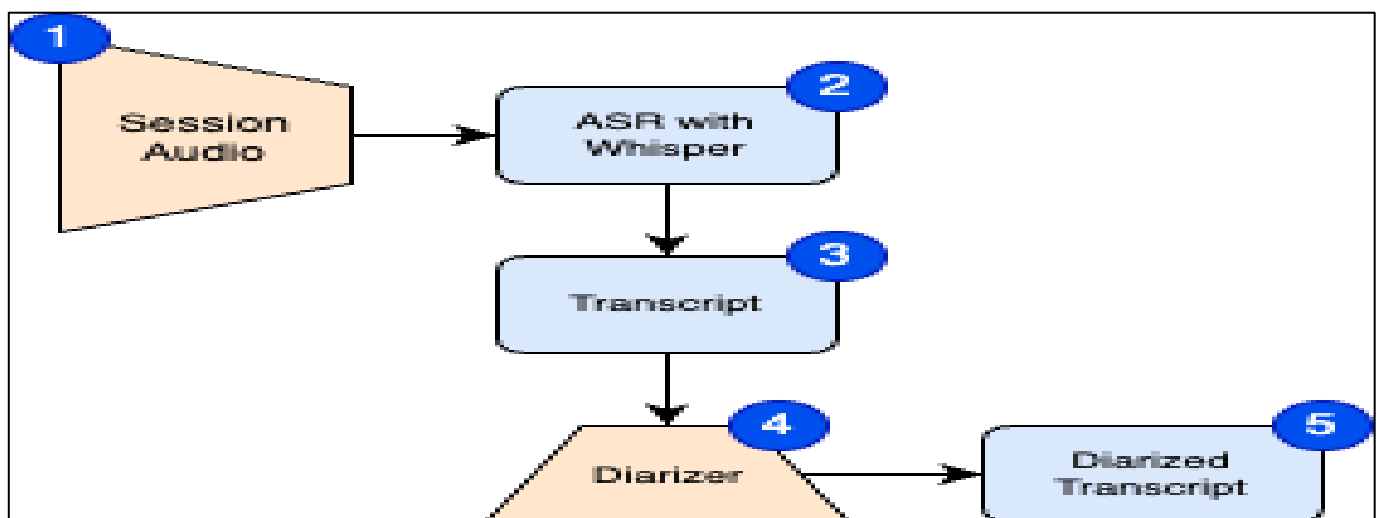 1
Session
Audio
2
ASR with
Whisper
3
Transcript
4
Diarizer
5
Diarized
Transcript